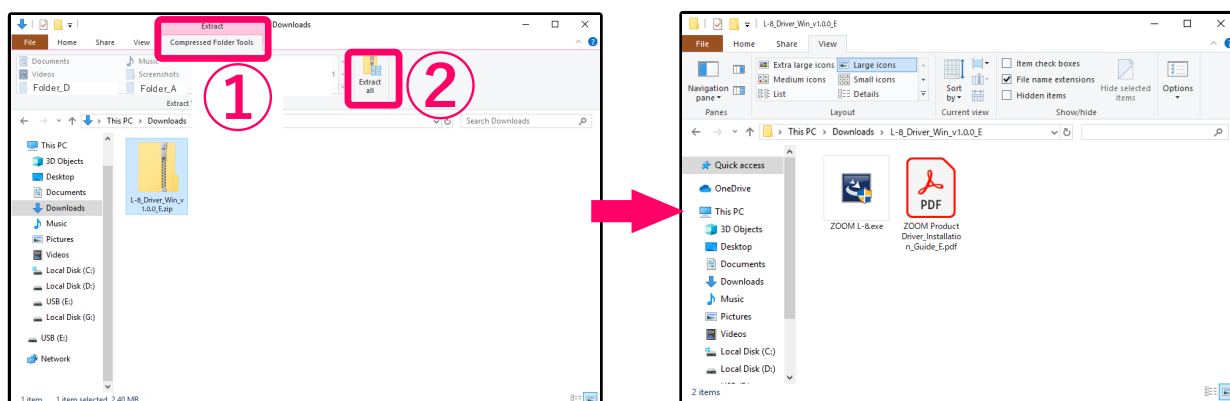 Extract
Downloads
File Home Share View Compressed Folder Tools
Documents Music
Videos Screenshots 1
Folder_D Folder_A
Extract
all
Extract
1
2
This PC > Downloads
Search Downloads
This PC
3D Objects
Desktop
Documents
Downloads
Music
Pictures
Videos
Local Disk (C:)
Local Disk (D:)
USB (E:)
Local Disk (G:)
USB (E:)
Network
L-8_Driver_Win_v
1.0.0_E.zip
1 item 1 item selected 2.40 MB
L-8_Driver_Win_v1.0.0_E
File Home Share View
Navigation
pane
Extra large icons Large icons
Medium icons Small icons
List Details
Sort
by
Item check boxes
File name extensions
Hidden items
Hide selected
items
Options
Panes Layout Current view Show/hide
This PC > Downloads > L-8_Driver_Win_v1.0.0_E
Quick access
OneDrive
This PC
3D Objects
Desktop
Documents
Downloads
Music
Pictures
Videos
Local Disk (C:)
Local Disk (D:)
ZOOM L-8.exe
PDF
ZOOM Product
Driver_Installatio
n_Guide_E.pdf
2 items